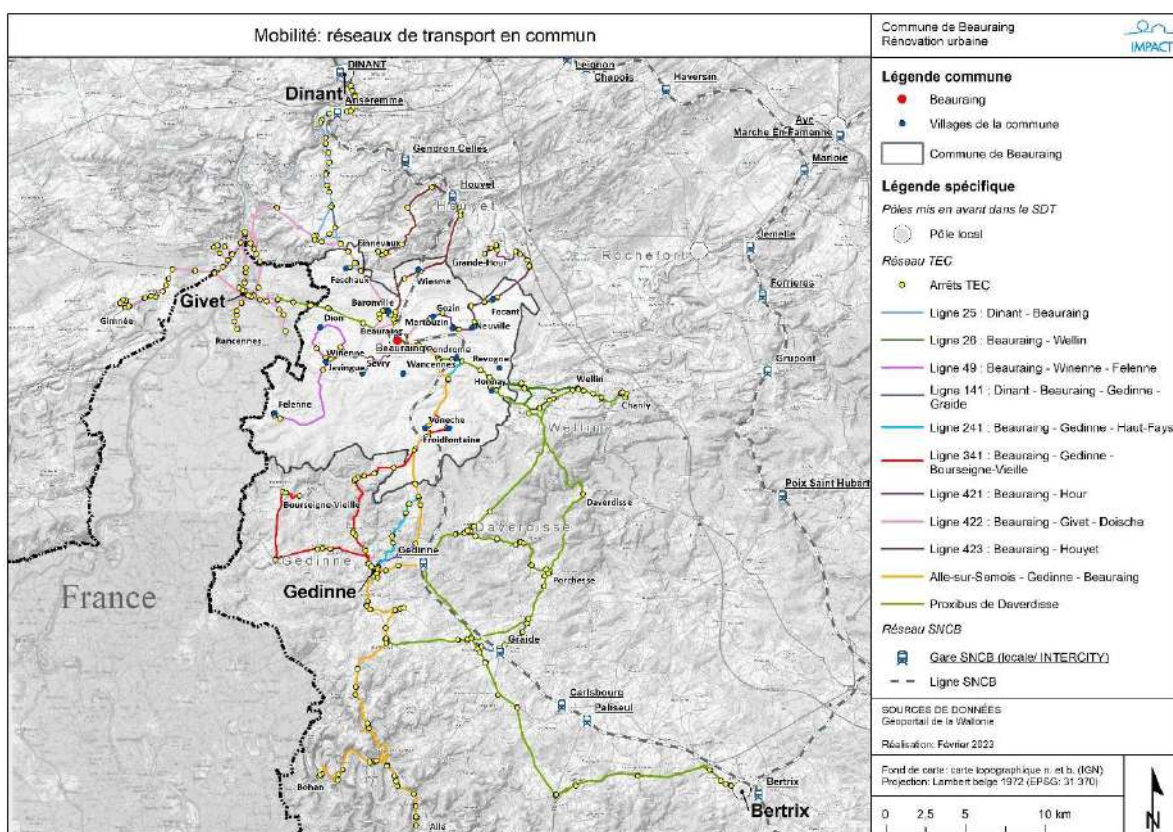 Mobilité: réseaux de transport en commun
Commune de Beauraing
Rénovation urbaine
IMPACT
Légende commune
Beauraing
Villages de la commune
Commune de Beauraing
Légende spécifique
Pôles mis en avant dans le SDT
Pôle local
Réseau TEC
Arrêts TEC
Ligne 25 : Dinant - Beauraing
Ligne 26 : Beauraing - Wellin
Ligne 49 : Beauraing - Winenne - Felenne
Ligne 141 : Dinant - Beauraing - Gedinne -
Graide
Ligne 241 : Beauraing - Gedinne - Haut-Fays
Ligne 341 : Beauraing - Gedinne -
Bourseigne-Vieille
Ligne 421 : Beauraing - Hour
Ligne 422 : Beauraing - Givet - Doische
Ligne 423 : Beauraing - Houyet
Alle-sur-Semois - Gedinne - Beauraing
Proxibus de Daverdisse
Réseau SNCB
Gare SNCB (locale/ INTERCITY)
Ligne SNCB
SOURCES DE DONNÉES
Géoportail de la Wallonie
Réalisation: Février 2023
Fond de carte: carte topographique n. et b. (IGN)
Projection: Lambert belge 1972 (EPSG: 31 370)
0 2.5 5 10 km
N
DINANT
Dinant
Anseremme
Leignon
Chapois
Haversin
Aye
Marche En-Famenne
Marloie
Gendron Celles
Houyet
Houyet
Jemelle
Rochefort
Forrières
Finnevaux
Grande-Hour
Feschaux
Wiesme
Givet
Gimnée
Rancennes
Baronville
Dion
Gozin
Focant
Martouzin
Neuville
Beauraing
Beauraing
Pondrome
Winenne
Javingue
Sévry
Wancennes
Revogne
Grupont
Honnay
Wellin
Chanly
Felenne
Vonêche
Froidfontaine
Wellin
Poix Saint Hubert
Bourseigne-Vieille
Daverdisse
Daverdisse
Gedinne
Gedinne
Gedinne
Porchesse
France
Graide
Carlsbourg
Paliseul
Bohan
Alle
Bertrix
Bertrix